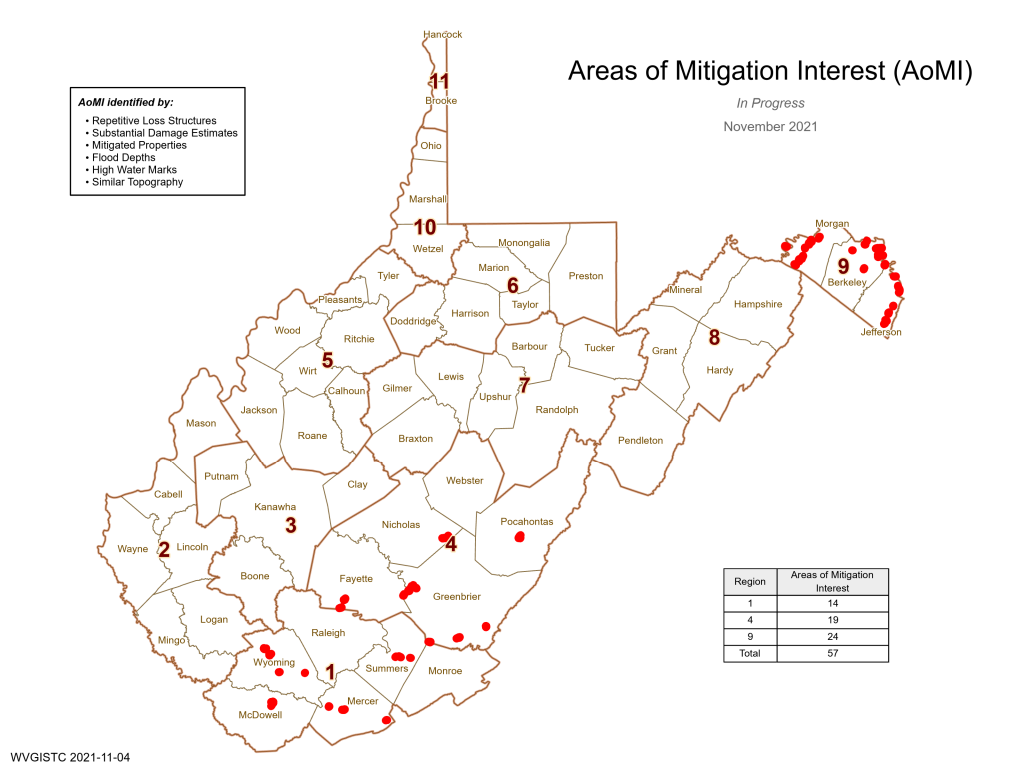 Areas of Mitigation Interest (AoMI)
In Progress
November 2021
AoMI identified by:
• Repetitive Loss Structures
• Substantial Damage Estimates
• Mitigated Properties
• Flood Depths
• High Water Marks
• Similar Topography
Hancock
11
Brooke
Ohio
Marshall
10
Wetzel
Monongalia
Morgan
Tyler
Marion
6
Preston
9
Berkeley
Pleasants
Taylor
Mineral
Hampshire
Doddridge
Harrison
Wood
Ritchie
Jefferson
Barbour
Tucker
Grant
8
5
Wirt
Lewis
Hardy
Calhoun
Gilmer
Upshur
7
Jackson
Randolph
Mason
Roane
Braxton
Pendleton
Putnam
Clay
Webster
Cabell
Kanawha
3
Nicholas
Pocahontas
Wayne
2
Lincoln
4
Boone
Fayette
Greenbrier
Logan
Raleigh
Mingo
Wyoming
1
Summers
Monroe
McDowell
Mercer
Region Areas of Mitigation
Interest
1 14
4 19
9 24
Total 57
WVGISTC 2021-11-04